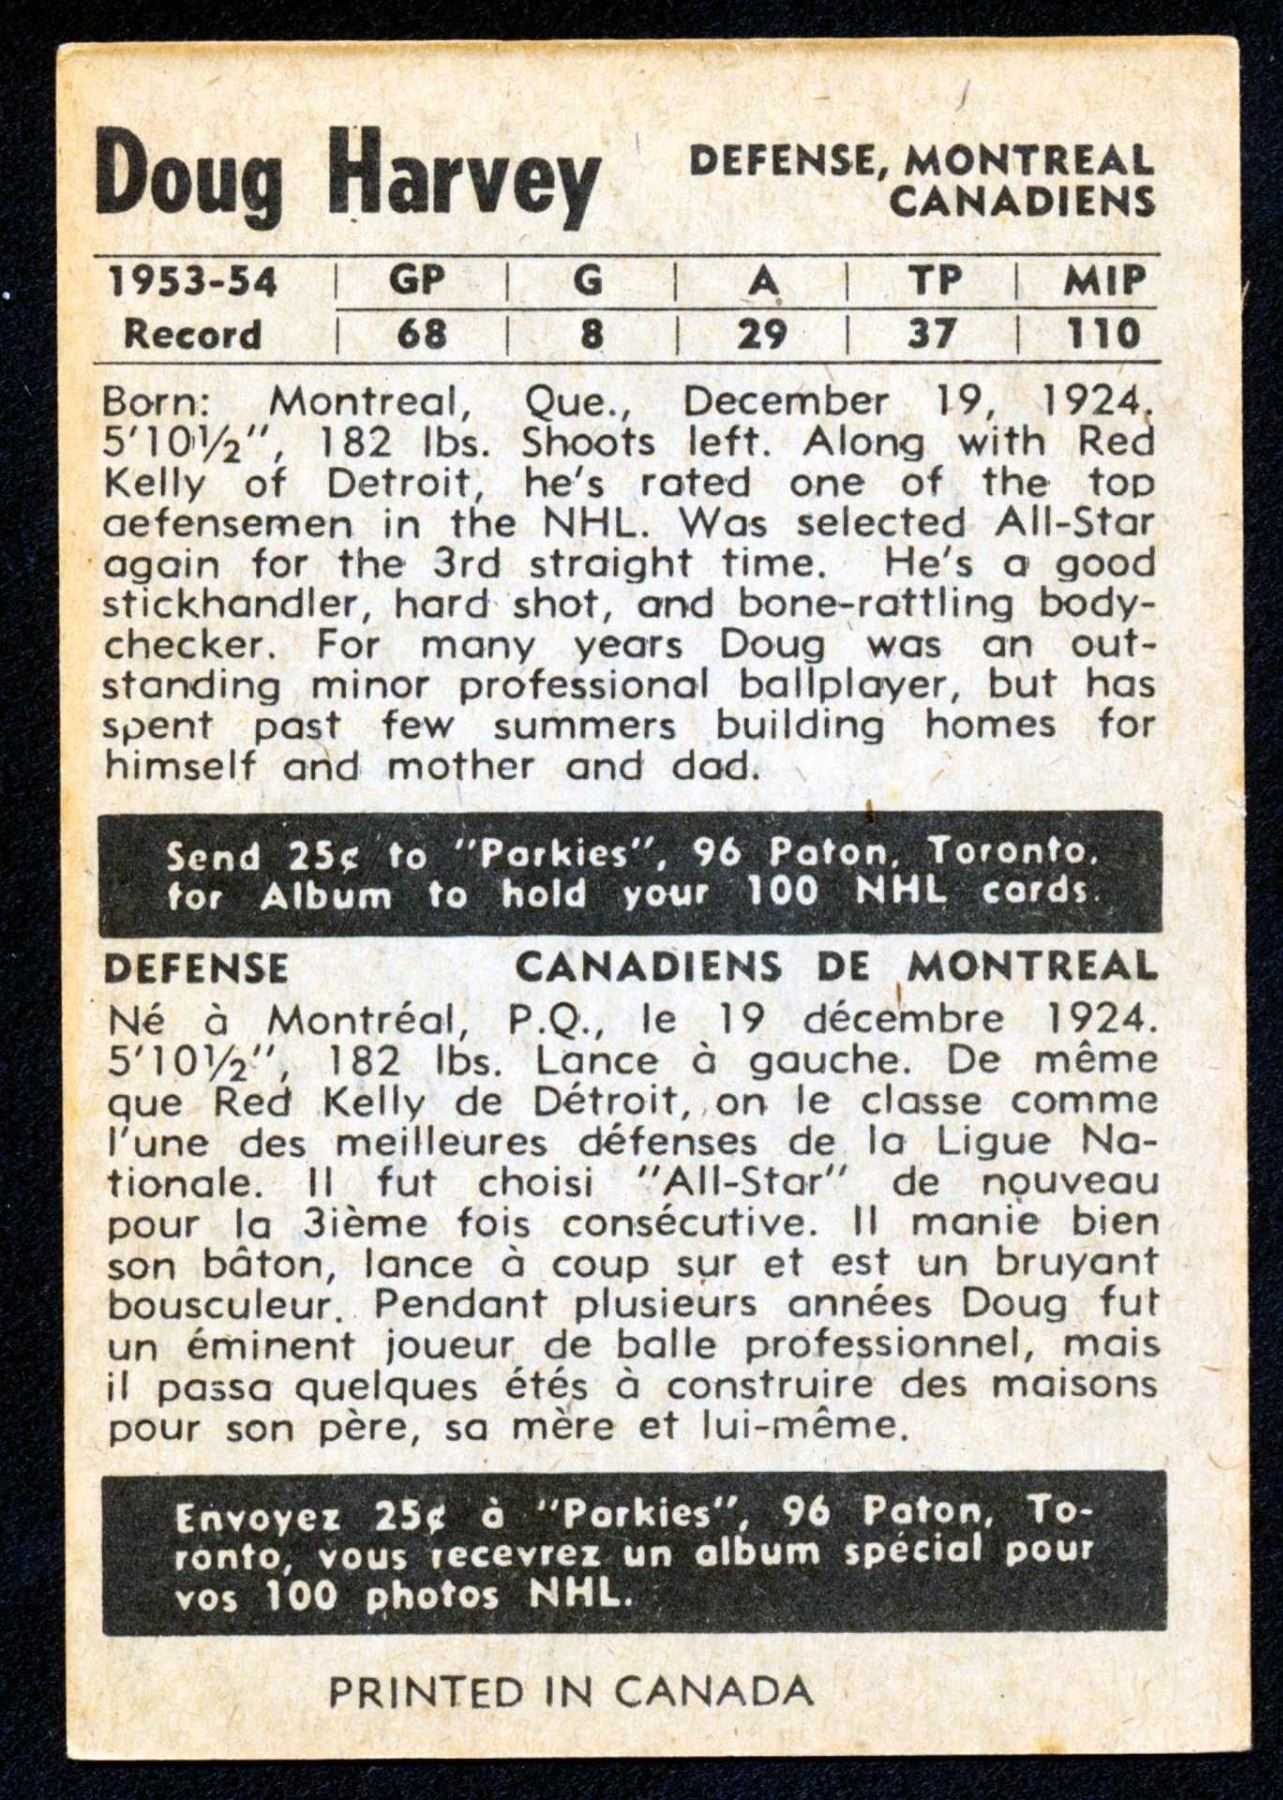 Doug Harvey
DEFENSE, MONTREAL
CANADIENS
1953-54 | GP | G | A | TP | MIP
Record | 68 | 8 | 29 | 37 | 110
Born: Montreal, Que., December 19, 1924.
5'10½", 182 lbs. Shoots left. Along with Red
Kelly of Detroit, he's rated one of the top
aefensemen in the NHL. Was selected All-Star
again for the 3rd straight time. He's a good
stickhandler, hard shot, and bone-rattling body-
checker. For many years Doug was an out-
standing minor professional ballplayer, but has
spent past few summers building homes for
himself and mother and dad.
Send 25¢ to "Parkies", 96 Paton, Toronto,
for Album to hold your 100 NHL cards.
DEFENSE CANADIENS DE MONTREAL
Né à Montréal, P.Q., le 19 décembre 1924.
5'10½", 182 lbs. Lance à gauche. De même
que Red Kelly de Détroit, on le classe comme
l'une des meilleures défenses de la Ligue Na-
tionale. Il fut choisi "All-Star" de nouveau
pour la 3ième fois consécutive. Il manie bien
son bâton, lance à coup sur et est un bruyant
bousculeur. Pendant plusieurs années Doug fut
un éminent joueur de balle professionnel, mais
il passa quelques étés à construire des maisons
pour son père, sa mère et lui-même.
Envoyez 25¢ à "Parkies", 96 Paton, To-
ronto, vous recevrez un album spécial pour
vos 100 photos NHL.
PRINTED IN CANADA